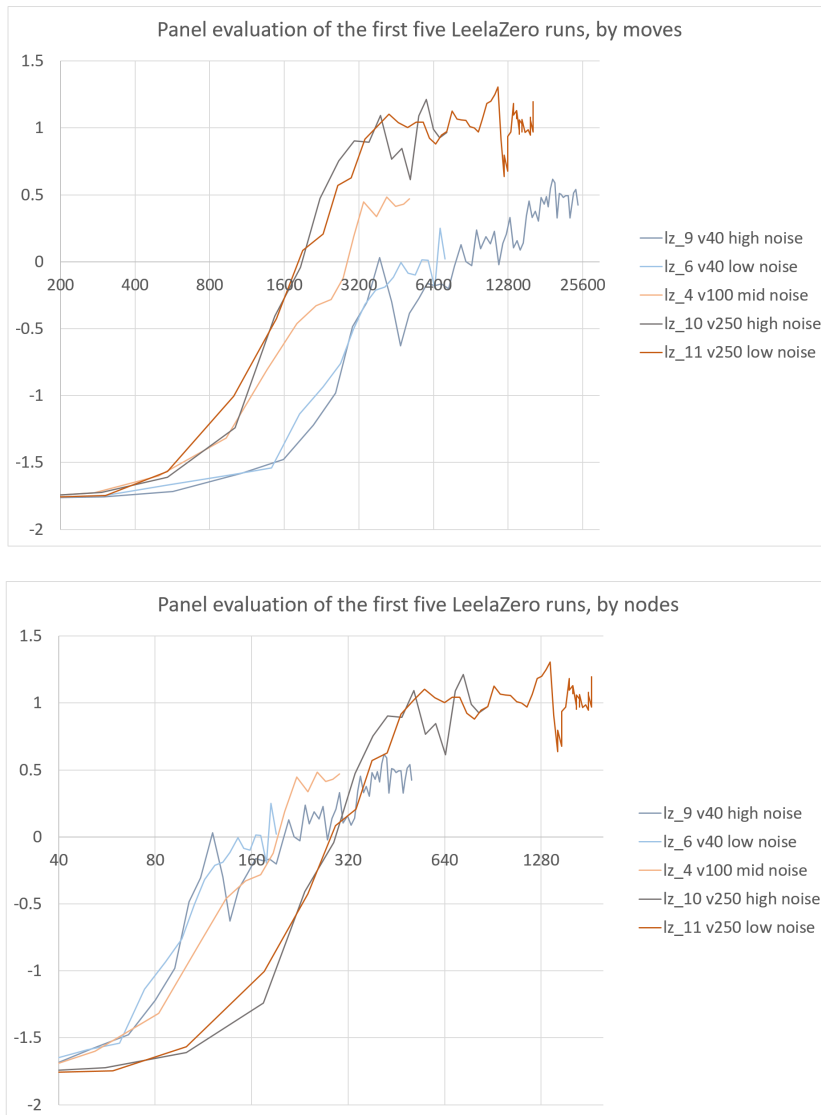 Panel evaluation of the first five LeelaZero runs, by moves
1.5
1
0.5
0
-0.5
-1
-1.5
-2
200 400 800 1600 3200 6400 12800 25600
lz_9 v40 high noise
lz_6 v40 low noise
lz_4 v100 mid noise
lz_10 v250 high noise
lz_11 v250 low noise
Panel evaluation of the first five LeelaZero runs, by nodes
1.5
1
0.5
0
-0.5
-1
-1.5
-2
40 80 160 320 640 1280
lz_9 v40 high noise
lz_6 v40 low noise
lz_4 v100 mid noise
lz_10 v250 high noise
lz_11 v250 low noise